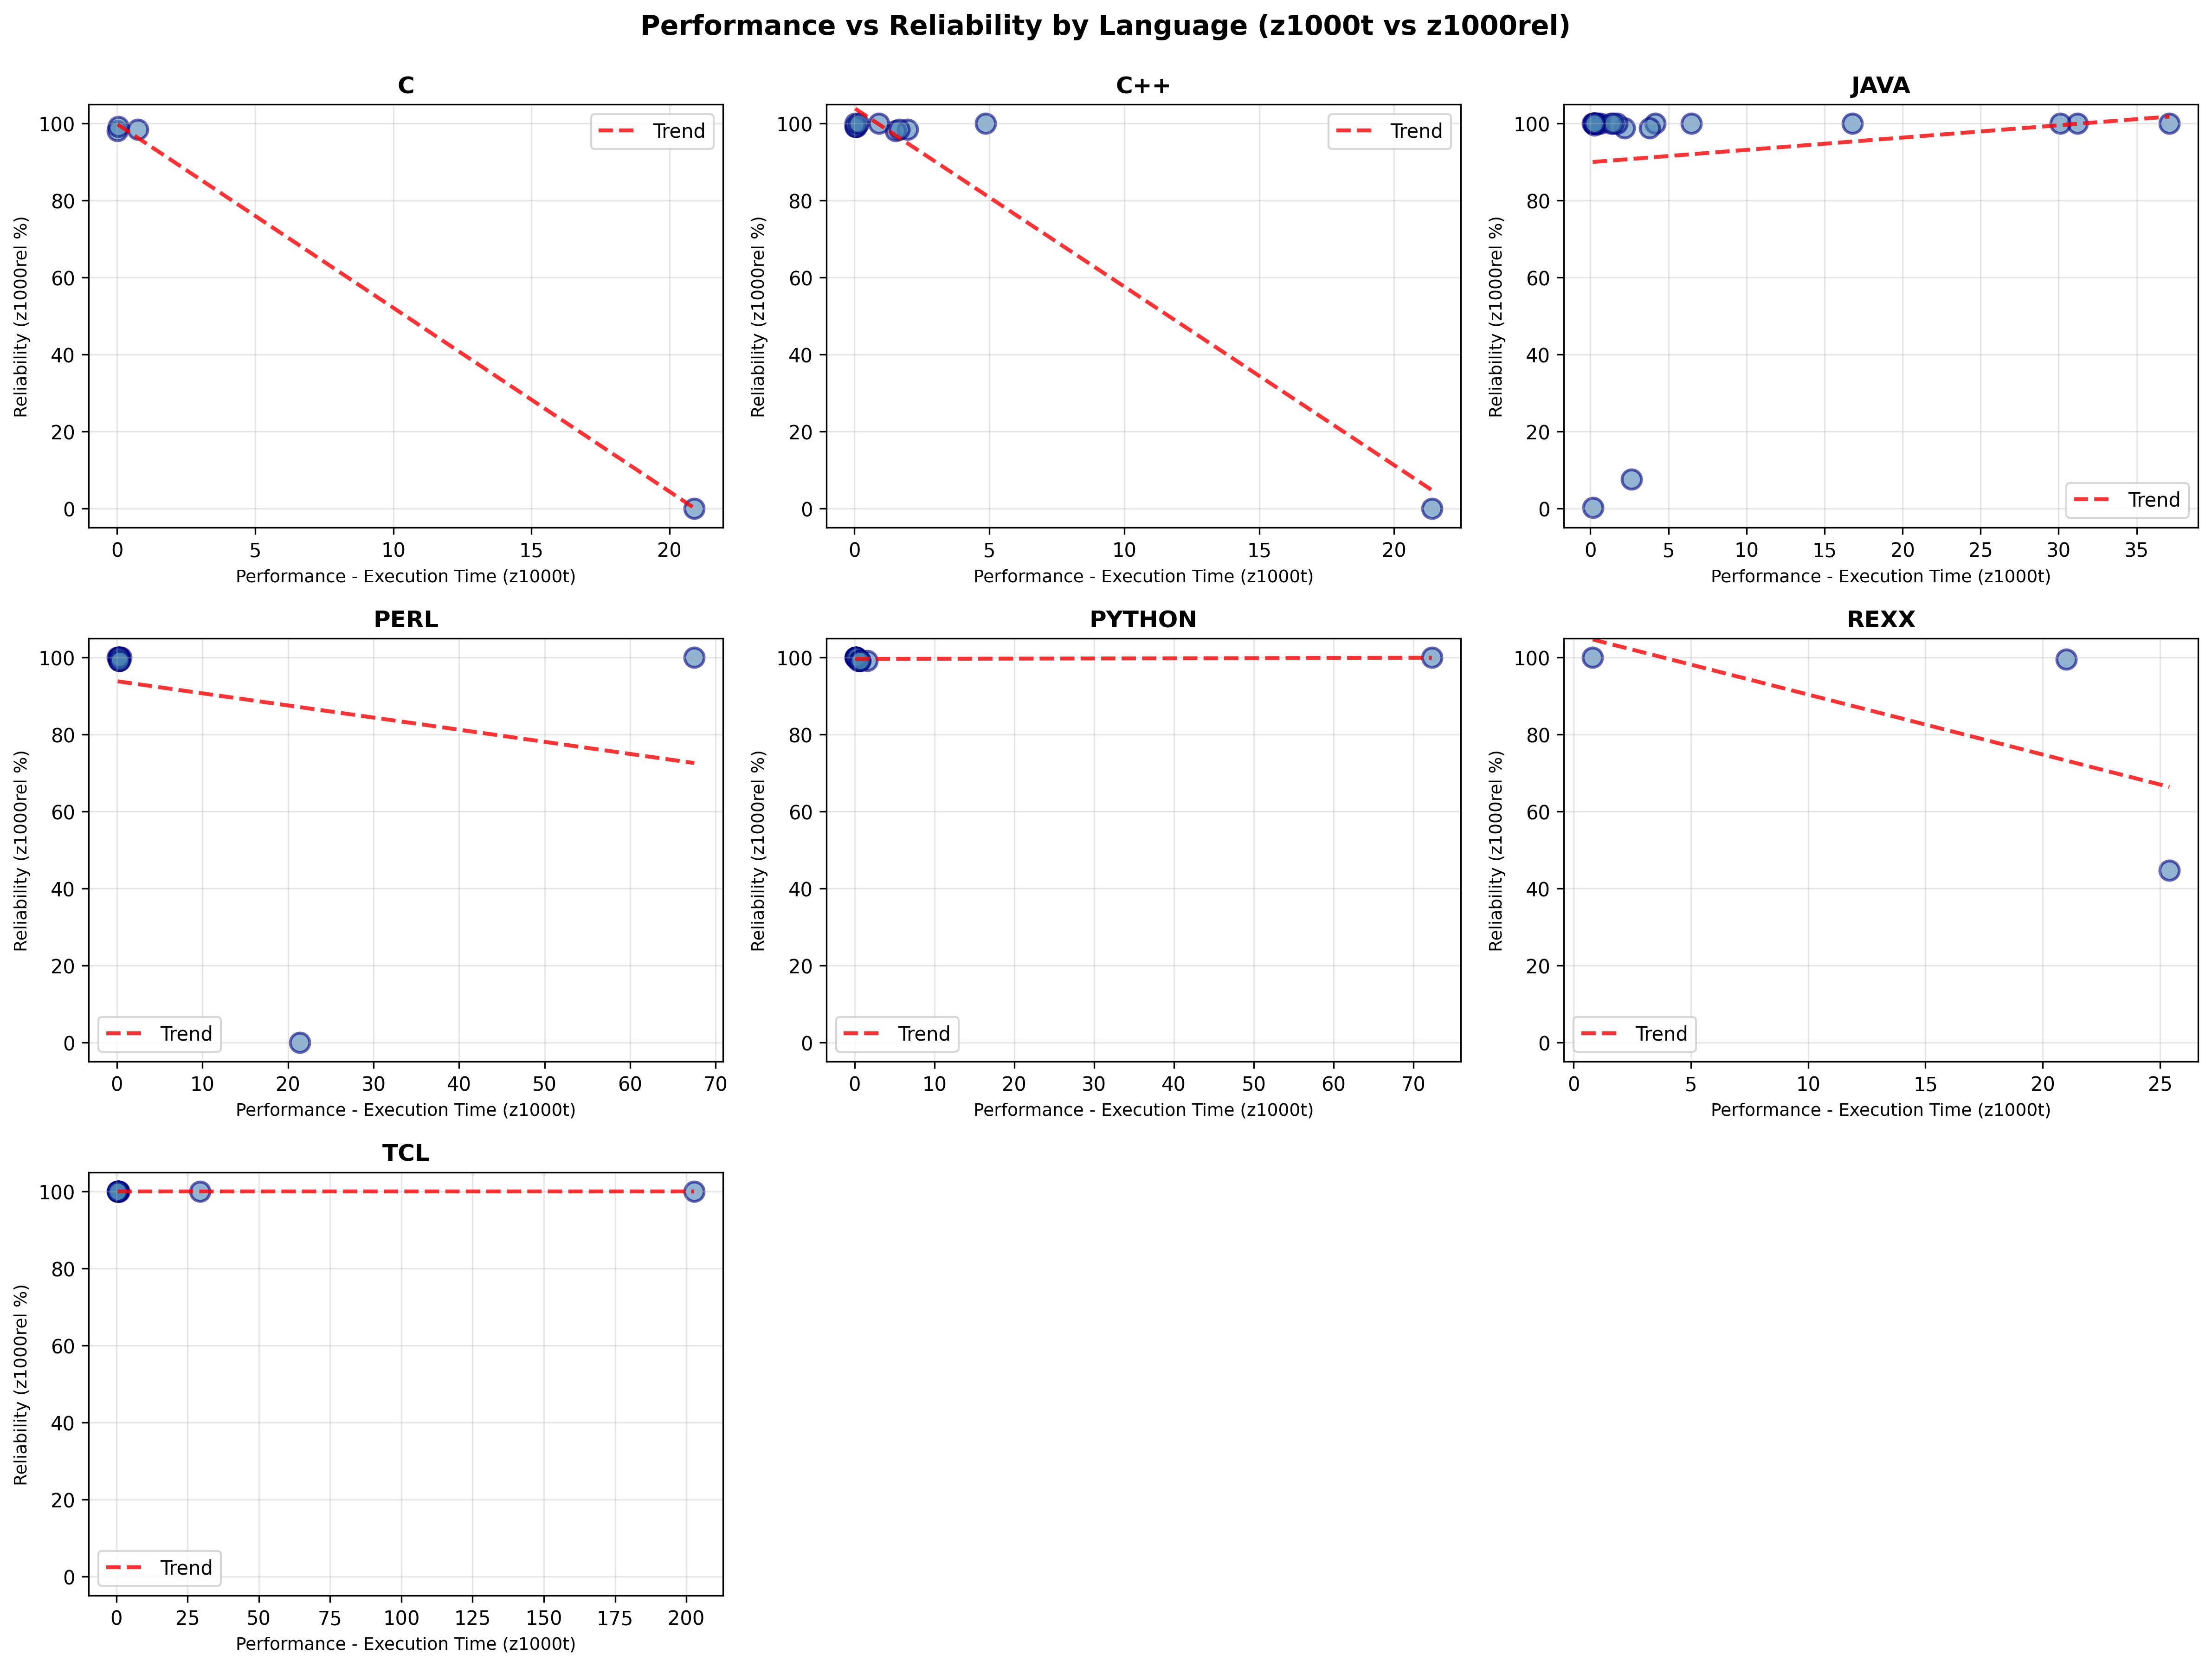 Performance vs Reliability by Language (z1000t vs z1000rel)
C
Reliability (z1000rel %)
100
80
60
40
20
0
Trend
0 5 10 15 20
Performance - Execution Time (z1000t)
C++
Reliability (z1000rel %)
100
80
60
40
20
0
Trend
0 5 10 15 20
Performance - Execution Time (z1000t)
JAVA
Reliability (z1000rel %)
100
80
60
40
20
0
Trend
0 5 10 15 20 25 30 35
Performance - Execution Time (z1000t)
PERL
Reliability (z1000rel %)
100
80
60
40
20
0
Trend
0 10 20 30 40 50 60 70
Performance - Execution Time (z1000t)
PYTHON
Reliability (z1000rel %)
100
80
60
40
20
0
Trend
0 10 20 30 40 50 60 70
Performance - Execution Time (z1000t)
REXX
Reliability (z1000rel %)
100
80
60
40
20
0
Trend
0 5 10 15 20 25
Performance - Execution Time (z1000t)
TCL
Reliability (z1000rel %)
100
80
60
40
20
0
Trend
0 25 50 75 100 125 150 175 200
Performance - Execution Time (z1000t)